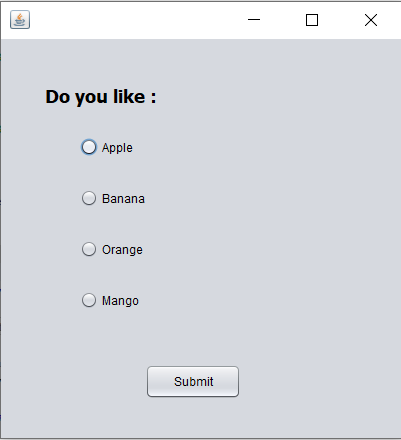 Do you like :
Apple
Banana
Orange
Mango
Submit